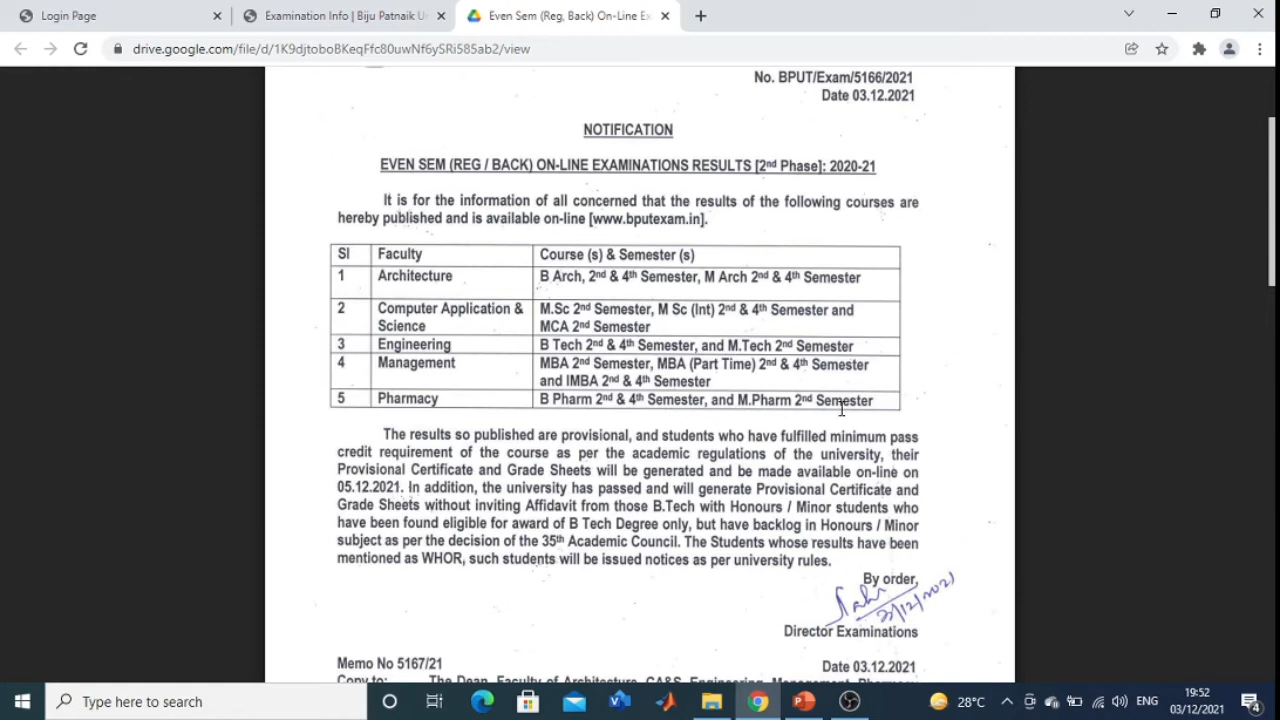 Login Page
Examination Info | Biju Patnaik U
Even Sem (Reg, Back) On-Line Ex
drive.google.com/file/d/1K9djtoboBKeqFfc80uwNf6ySRi585ab2/view
No. BPUT/Exam/5166/2021
Date 03.12.2021
NOTIFICATION
EVEN SEM (REG / BACK) ON-LINE EXAMINATIONS RESULTS [2nd Phase]: 2020-21
It is for the information of all concerned that the results of the following courses are
hereby published and is available on-line [www.bputexam.in].
Sl Faculty Course (s) & Semester (s)
1 Architecture B Arch, 2nd & 4th Semester, M Arch 2nd & 4th Semester
2 Computer Application & M.Sc 2nd Semester, M Sc (Int) 2nd & 4th Semester and
Science MCA 2nd Semester
3 Engineering B Tech 2nd & 4th Semester, and M.Tech 2nd Semester
4 Management MBA 2nd Semester, MBA (Part Time) 2nd & 4th Semester
and IMBA 2nd & 4th Semester
5 Pharmacy B Pharm 2nd & 4th Semester, and M.Pharm 2nd Semester
The results so published are provisional, and students who have fulfilled minimum pass
credit requirement of the course as per the academic regulations of the university, their
Provisional Certificate and Grade Sheets will be generated and be made available on-line on
05.12.2021. In addition, the university has passed and will generate Provisional Certificate and
Grade Sheets without inviting Affidavit from those B.Tech with Honours / Minor students who
have been found eligible for award of B Tech Degree only, but have backlog in Honours / Minor
subject as per the decision of the 35th Academic Council. The Students whose results have been
mentioned as WHOR, such students will be issued notices as per university rules.
By order,
Director Examinations
Memo No 5167/21 Date 03.12.2021
Copy to: The Dean, Faculty of Architecture, CA&S, Engineering, Management, Pharmacy
Type here to search
28°C
ENG
19:52
03/12/2021
4